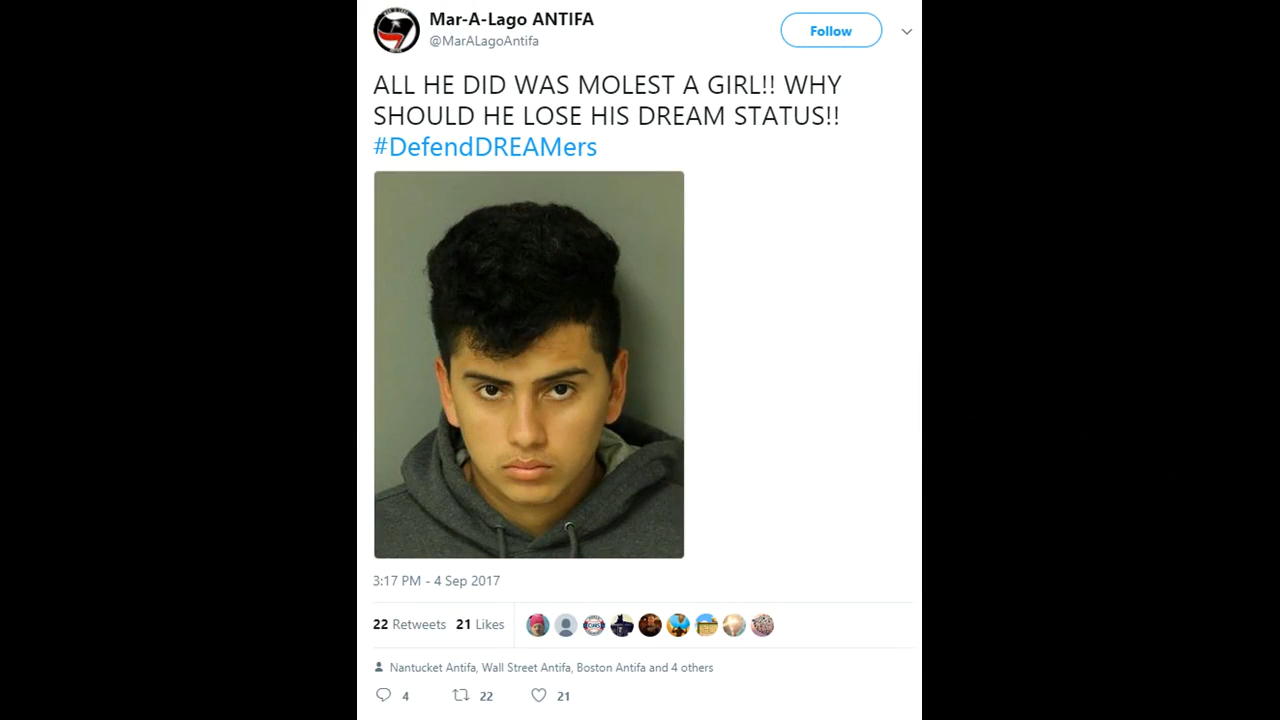 Mar-A-Lago ANTIFA
@MarALagoAntifa
Follow
ALL HE DID WAS MOLEST A GIRL!! WHY
SHOULD HE LOSE HIS DREAM STATUS!!
#DefendDREAMers
3:17 PM - 4 Sep 2017
22 Retweets 21 Likes
Nantucket Antifa, Wall Street Antifa, Boston Antifa and 4 others
4 22 21